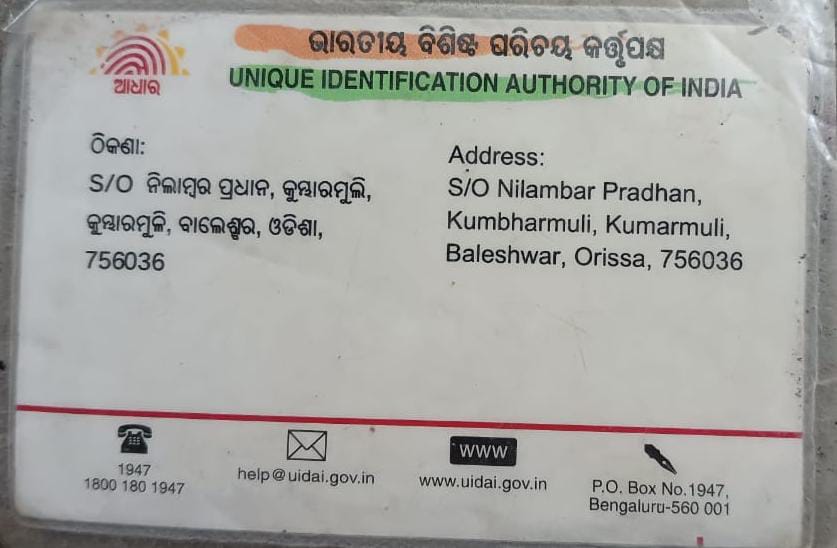 ଭାରତୀୟ ବିଶିଷ୍ଟ ପରିଚୟ କର୍ତ୍ତୃପକ୍ଷ
UNIQUE IDENTIFICATION AUTHORITY OF INDIA
ଆଧାର
ଠିକଣା:
S/O ନିଲାମ୍ବର ପ୍ରଧାନ, କୁମ୍ଭାରମୁଲି,
କୁମ୍ଭାରମୁଳି, ବାଲେଶ୍ବର, ଓଡିଶା,
756036
Address:
S/O Nilambar Pradhan,
Kumbharmuli, Kumarmuli,
Baleshwar, Orissa, 756036
1947
1800 180 1947
help@uidai.gov.in
www
www.uidai.gov.in
P.O. Box No.1947,
Bengaluru-560 001